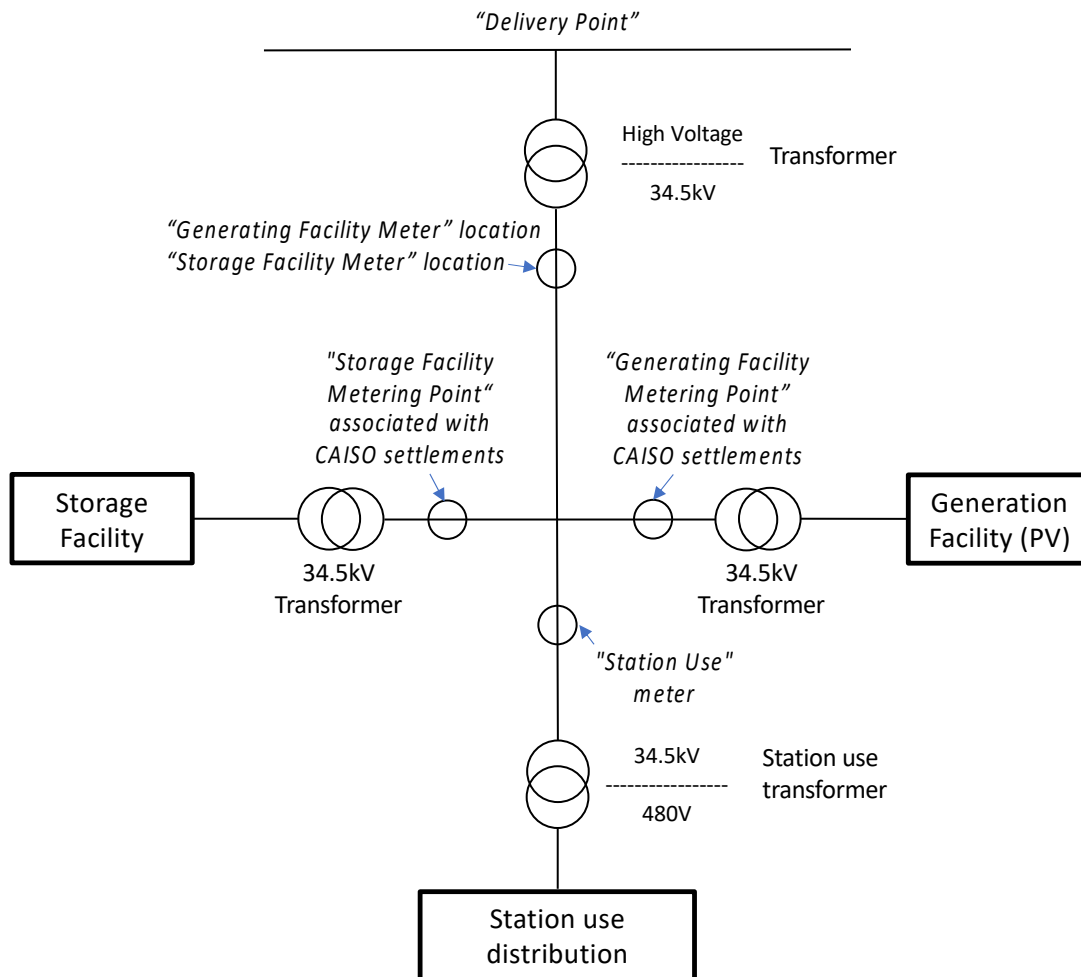 “Delivery Point”
High Voltage
-----------------
34.5kV
Transformer
“Generating Facility Meter” location
“Storage Facility Meter” location
"Storage Facility
Metering Point“
associated with
CAISO settlements
“Generating Facility
Metering Point”
associated with
CAISO settlements
Storage
Facility
34.5kV
Transformer
34.5kV
Transformer
Generation
Facility (PV)
"Station Use"
meter
34.5kV
-----------------
480V
Station use
transformer
Station use
distribution